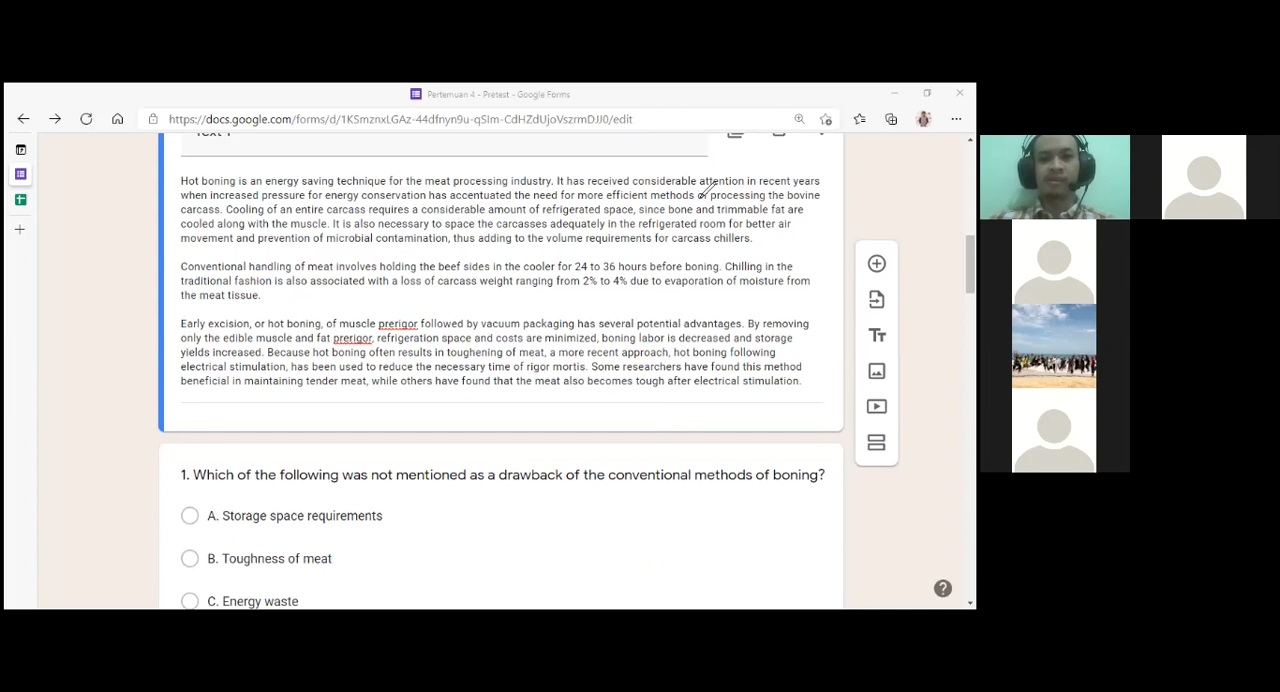 Pertemuan 4 - Pretest - Google Forms
https://docs.google.com/forms/d/1KSmznxLGAz-44dfnyn9u-qSIm-CdHZdUjoVszrmDJJ0/edit
Hot boning is an energy saving technique for the meat processing industry. It has received considerable attention in recent years
when increased pressure for energy conservation has accentuated the need for more efficient methods of processing the bovine
carcass. Cooling of an entire carcass requires a considerable amount of refrigerated space, since bone and trimmable fat are
cooled along with the muscle. It is also necessary to space the carcasses adequately in the refrigerated room for better air
movement and prevention of microbial contamination, thus adding to the volume requirements for carcass chillers.
Conventional handling of meat involves holding the beef sides in the cooler for 24 to 36 hours before boning. Chilling in the
traditional fashion is also associated with a loss of carcass weight ranging from 2% to 4% due to evaporation of moisture from
the meat tissue.
Early excision, or hot boning, of muscle prerigor followed by vacuum packaging has several potential advantages. By removing
only the edible muscle and fat prerigor, refrigeration space and costs are minimized, boning labor is decreased and storage
yields increased. Because hot boning often results in toughening of meat, a more recent approach, hot boning following
electrical stimulation, has been used to reduce the necessary time of rigor mortis. Some researchers have found this method
beneficial in maintaining tender meat, while others have found that the meat also becomes tough after electrical stimulation.
1. Which of the following was not mentioned as a drawback of the conventional methods of boning?
A. Storage space requirements
B. Toughness of meat
C. Energy waste